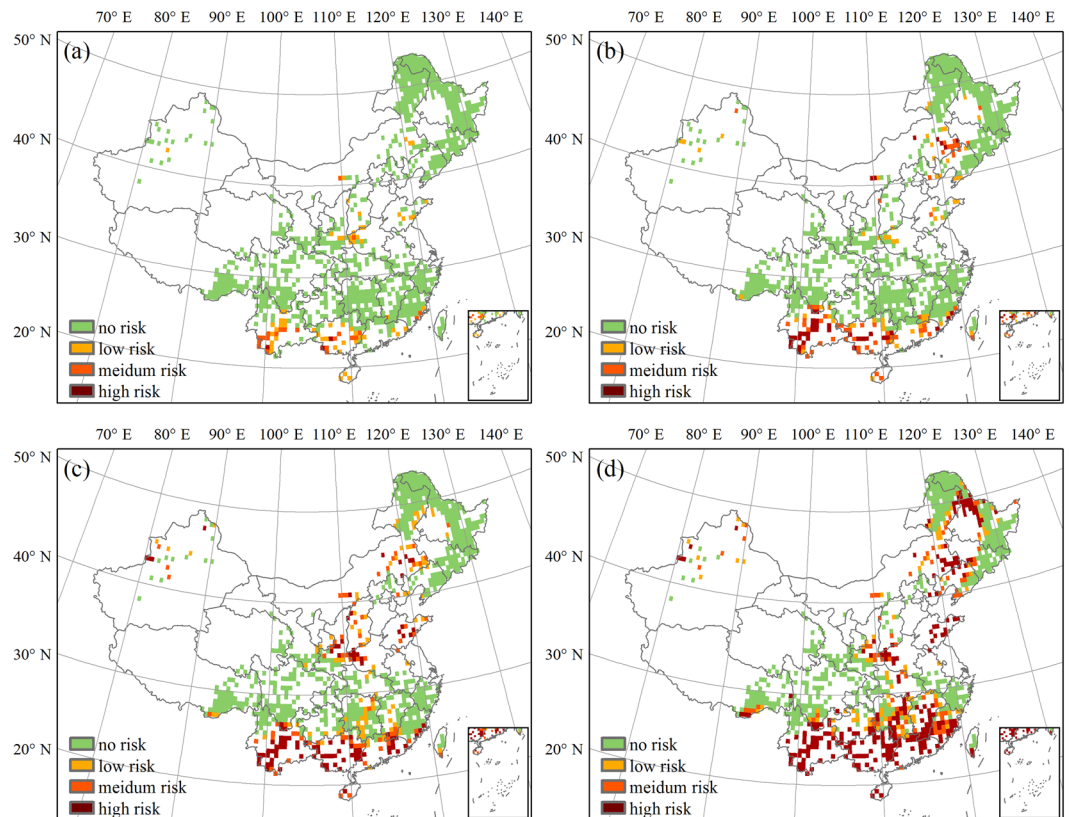 70° E 80° E 90° E 100° E 110° E 120° E 130° E 140° E
50° N
40° N
30° N
20° N
(a)
no risk
low risk
meidum risk
high risk
70° E 80° E 90° E 100° E 110° E 120° E 130° E 140° E
50° N
40° N
30° N
20° N
(b)
no risk
low risk
meidum risk
high risk
70° E 80° E 90° E 100° E 110° E 120° E 130° E 140° E
50° N
40° N
30° N
20° N
(c)
no risk
low risk
meidum risk
high risk
70° E 80° E 90° E 100° E 110° E 120° E 130° E 140° E
50° N
40° N
30° N
20° N
(d)
no risk
low risk
meidum risk
high risk